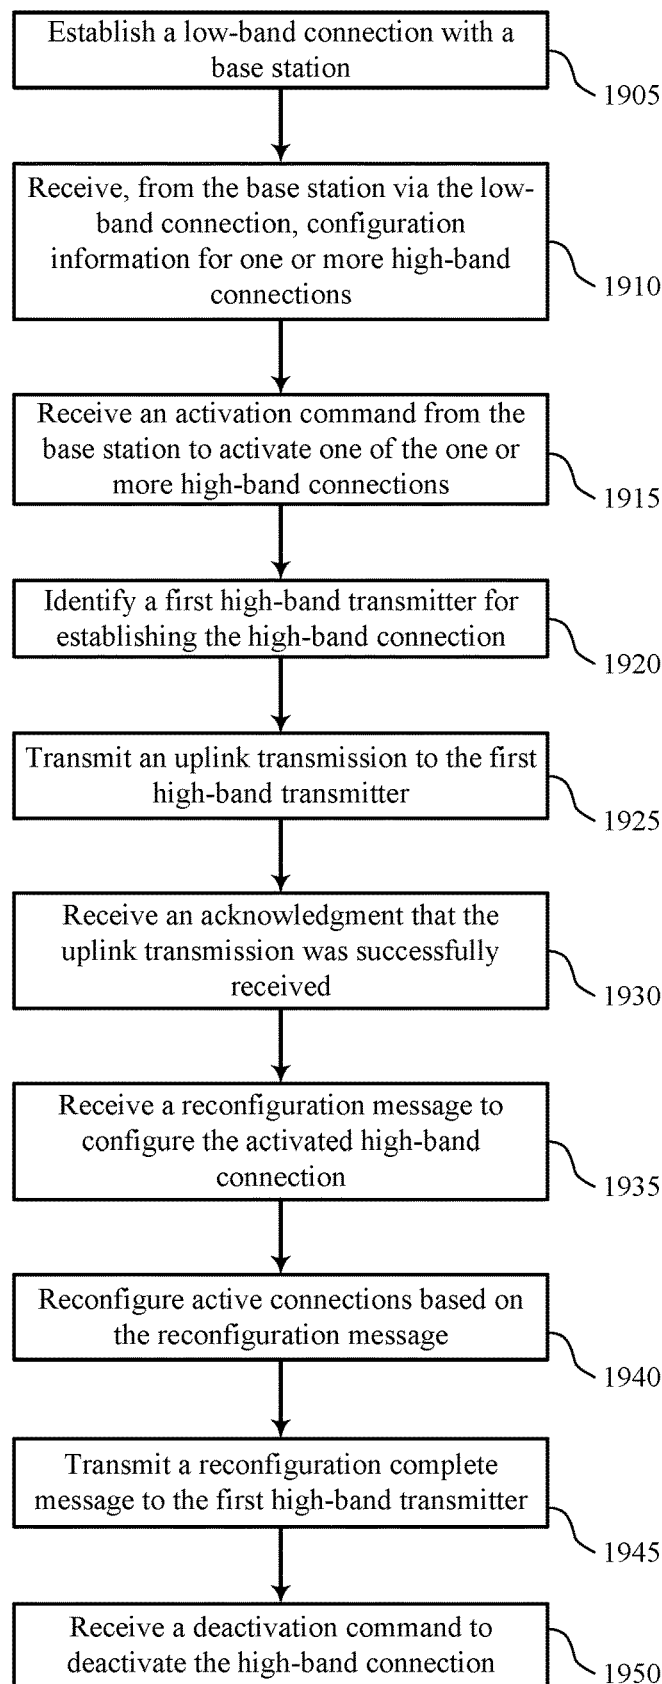 Establish a low-band connection with a
base station
1905
Receive, from the base station via the low-
band connection, configuration
information for one or more high-band
connections
1910
Receive an activation command from the
base station to activate one of the one or
more high-band connections
1915
Identify a first high-band transmitter for
establishing the high-band connection
1920
Transmit an uplink transmission to the first
high-band transmitter
1925
Receive an acknowledgment that the
uplink transmission was successfully
received
1930
Receive a reconfiguration message to
configure the activated high-band
connection
1935
Reconfigure active connections based on
the reconfiguration message
1940
Transmit a reconfiguration complete
message to the first high-band transmitter
1945
Receive a deactivation command to
deactivate the high-band connection
1950